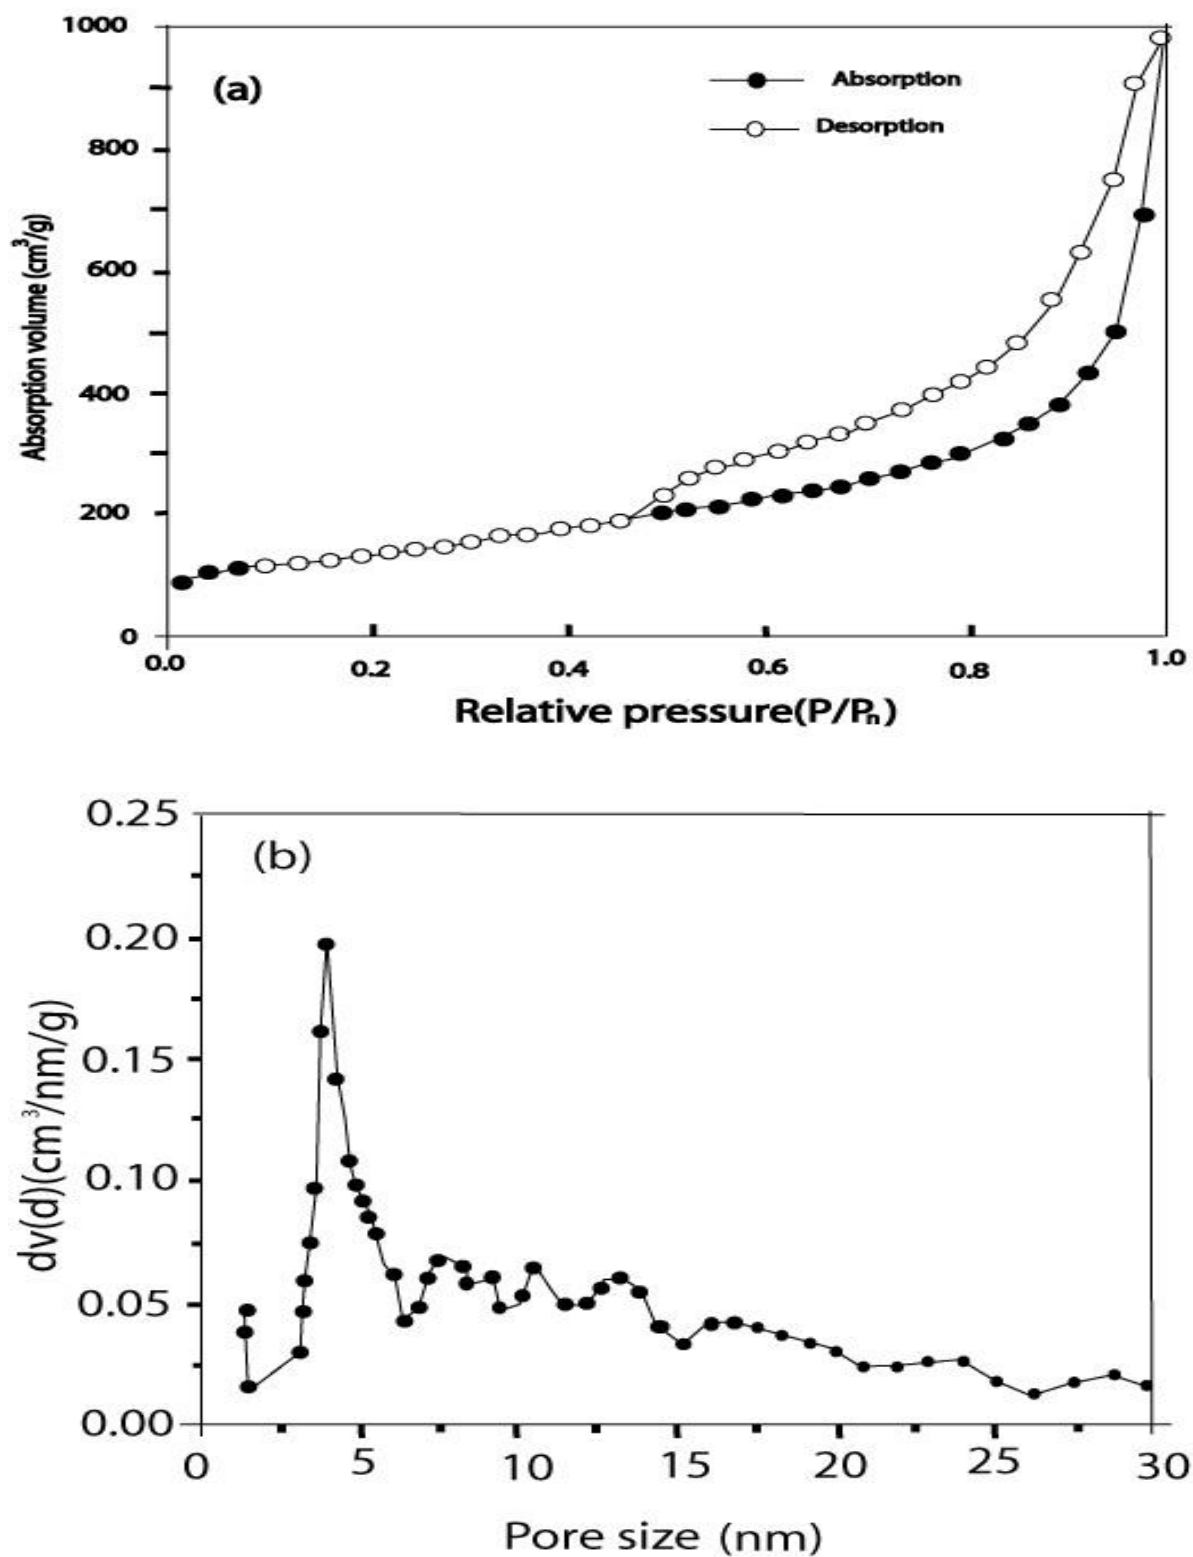 1000
(a)
Absorption
Desorption
800
600
400
200
0
Absorption volume (cm³/g)
0.0 0.2 0.4 0.6 0.8 1.0
Relative pressure(P/Pₙ)
0.25
(b)
0.20
0.15
0.10
0.05
0.00
dv(d)(cm³/nm/g)
0 5 10 15 20 25 30
Pore size (nm)